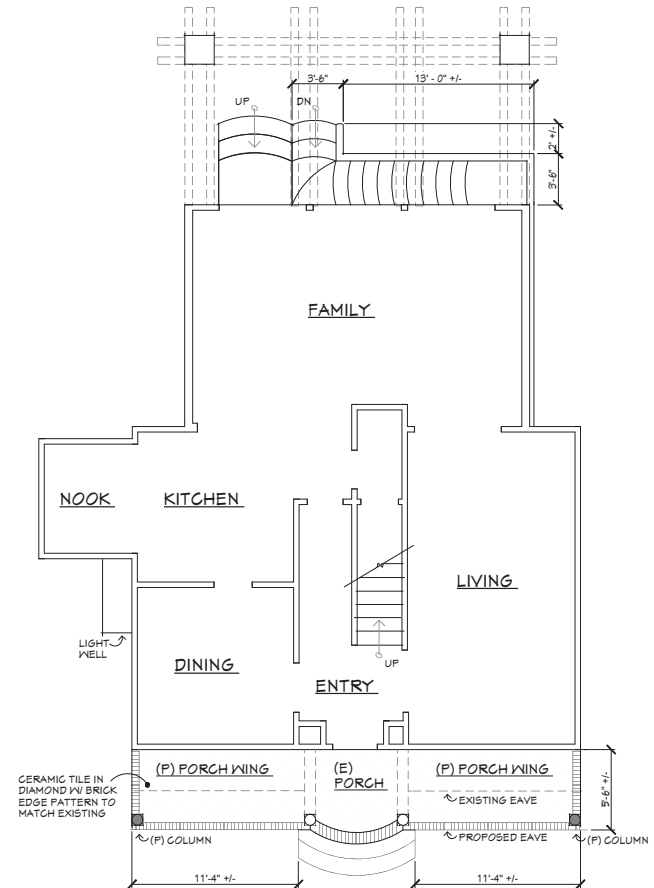 3'-6"
13' - 0" +/-
UP
DN
2' +/-
3'-6"
FAMILY
NOOK
KITCHEN
LIVING
LIGHT
WELL
DINING
UP
ENTRY
(P) PORCH WING
(E)
PORCH
(P) PORCH WING
CERAMIC TILE IN
DIAMOND W/ BRICK
EDGE PATTERN TO
MATCH EXISTING
EXISTING EAVE
5'-6" +/-
(P) COLUMN
PROPOSED EAVE
(P) COLUMN
11'-4" +/-
11'-4" +/-